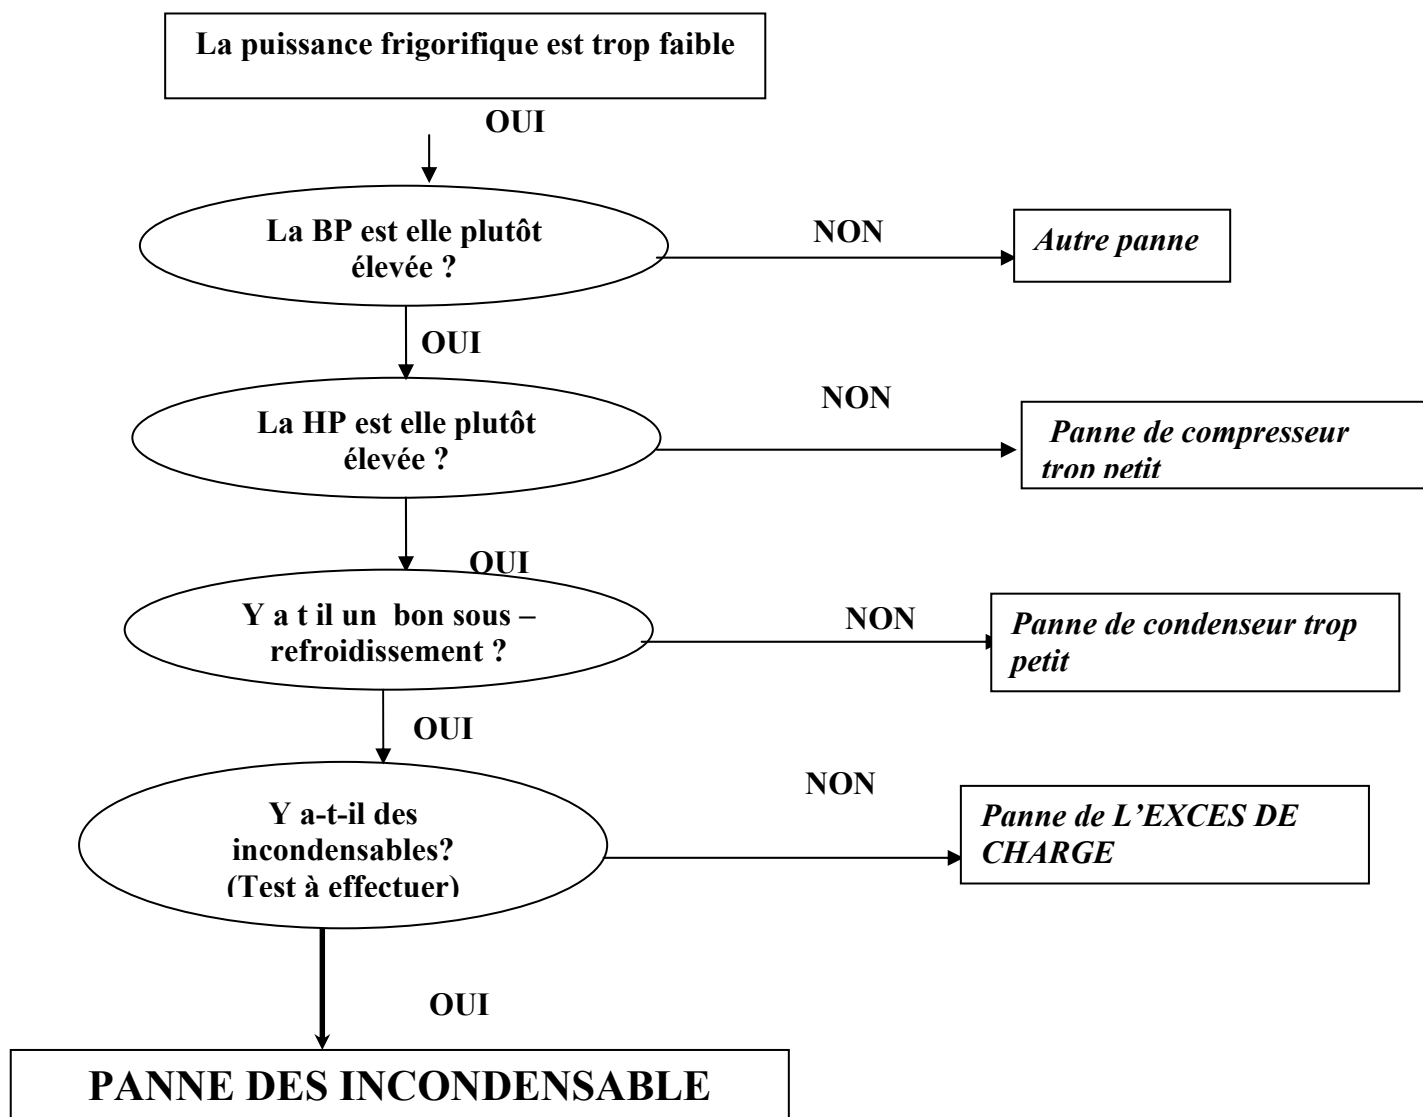 La puissance frigorifique est trop faible
OUI
La BP est elle plutôt
élevée ?
NON
Autre panne
OUI
La HP est elle plutôt
élevée ?
NON
Panne de compresseur
trop petit
OUI
Y a t il un bon sous –
refroidissement ?
NON
Panne de condenseur trop
petit
OUI
Y a-t-il des
incondensables?
(Test à effectuer)
NON
Panne de L’EXCES DE
CHARGE
OUI
PANNE DES INCONDENSABLE